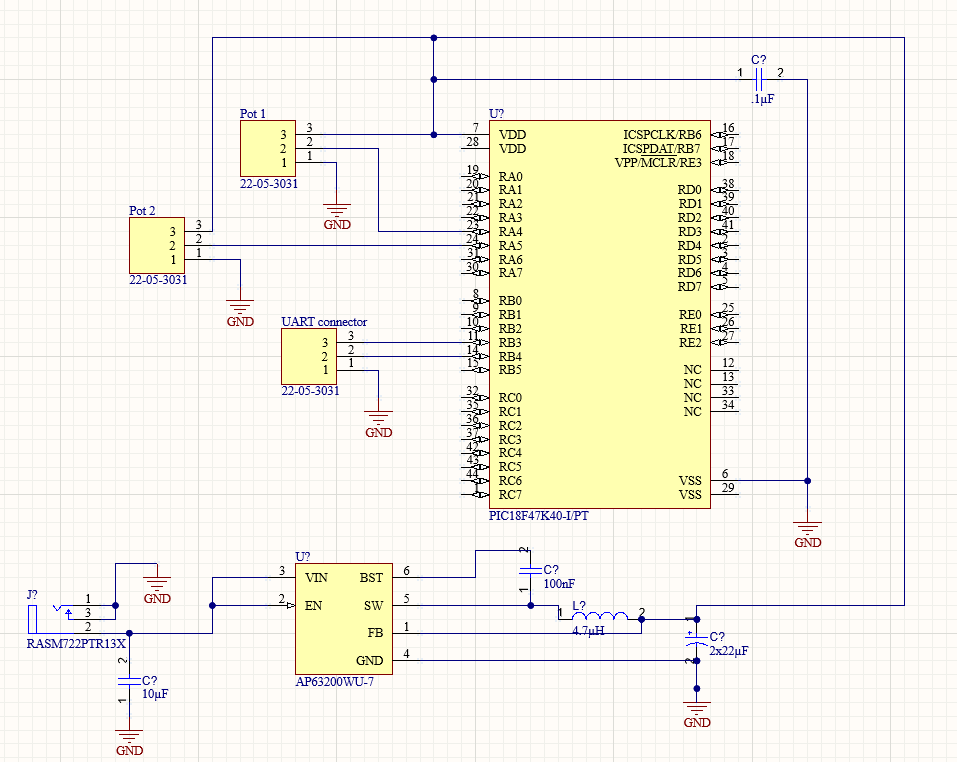 C?
1 2
.1µF
Pot 1
3 3
2 2
1 1
22-05-3031
GND
Pot 2
3 3
2 2
1 1
22-05-3031
GND
UART connector
3 3
2 2
1 1
22-05-3031
GND
U?
7 VDD ICSPCLK/RB6 16
28 VDD ICSPDAT/RB7 17
VPP/MCLR/RE3 18
19 RA0
20 RA1 RD0 38
21 RA2 RD1 39
22 RA3 RD2 40
23 RA4 RD3 41
24 RA5 RD4 2
31 RA6 RD5 3
30 RA7 RD6 4
RD7 5
8 RB0
9 RB1 RE0 25
10 RB2 RE1 26
11 RB3 RE2 27
14 RB4
15 RB5 NC 12
NC 13
32 RC0 NC 33
35 RC1 NC 34
36 RC2
37 RC3
42 RC4
43 RC5
44 RC6 VSS 6
1 RC7 VSS 29
PIC18F47K40-I/PT
GND
J?
1
3
2
RASM722PTR13X
GND
2
C?
10µF
1
GND
U?
3 VIN BST 6
2 EN SW 5
FB 1
GND 4
AP63200WU-7
2
C?
100nF
1
L?
1 2
4.7µH
1
+
C?
2x22µF
2
GND